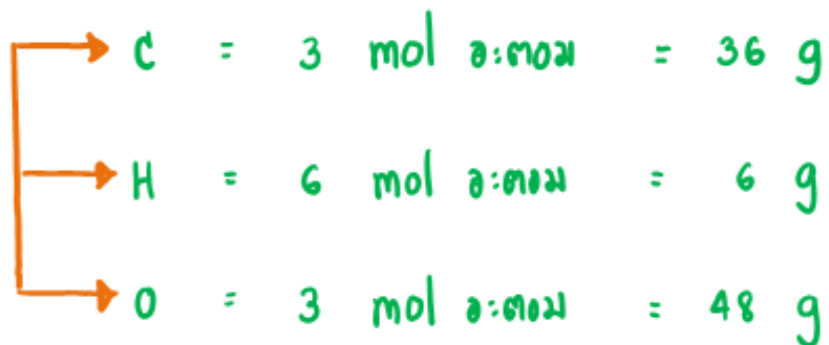 C = 3 mol อะตอม = 36 g
H = 6 mol อะตอม = 6 g
O = 3 mol อะตอม = 48 g